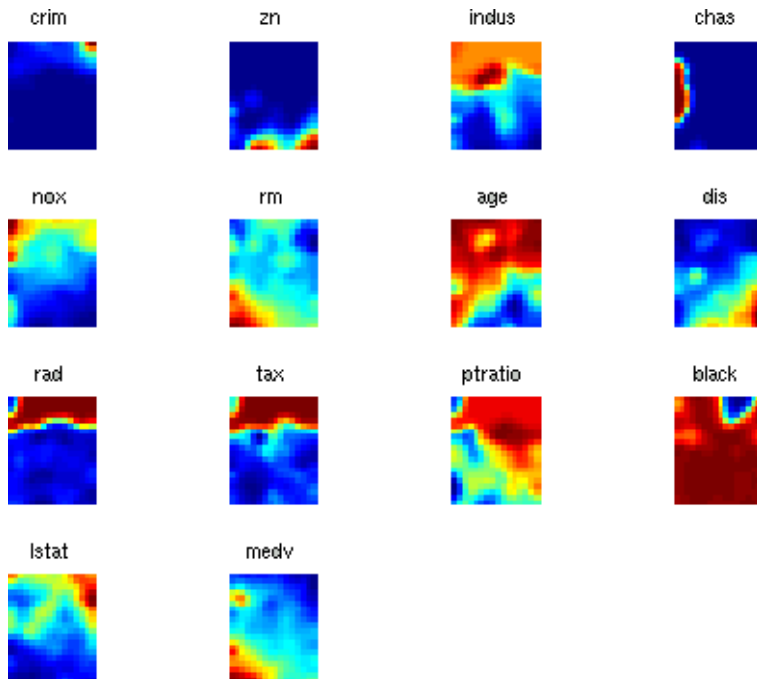 crim zn indus chas
nox rm age dis
rad tax ptratio black
lstat medv